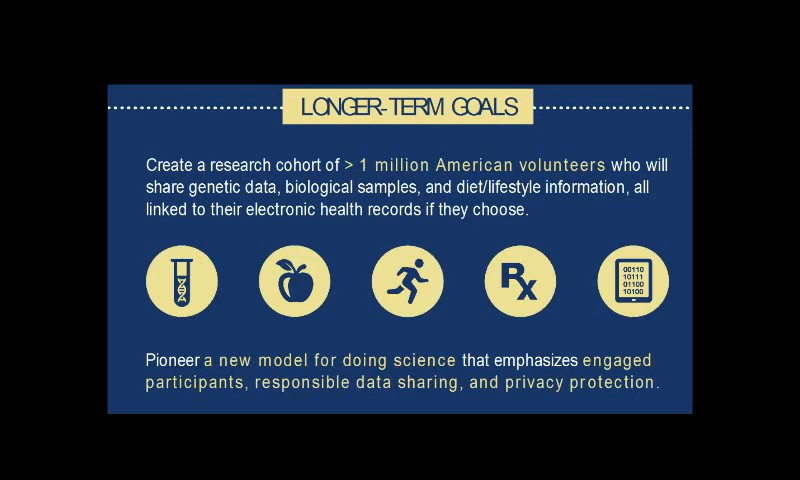 LONGER-TERM GOALS
Create a research cohort of > 1 million American volunteers who will
share genetic data, biological samples, and diet/lifestyle information, all
linked to their electronic health records if they choose.
Rx
00110
10111
01100
10100
Pioneer a new model for doing science that emphasizes engaged
participants, responsible data sharing, and privacy protection.